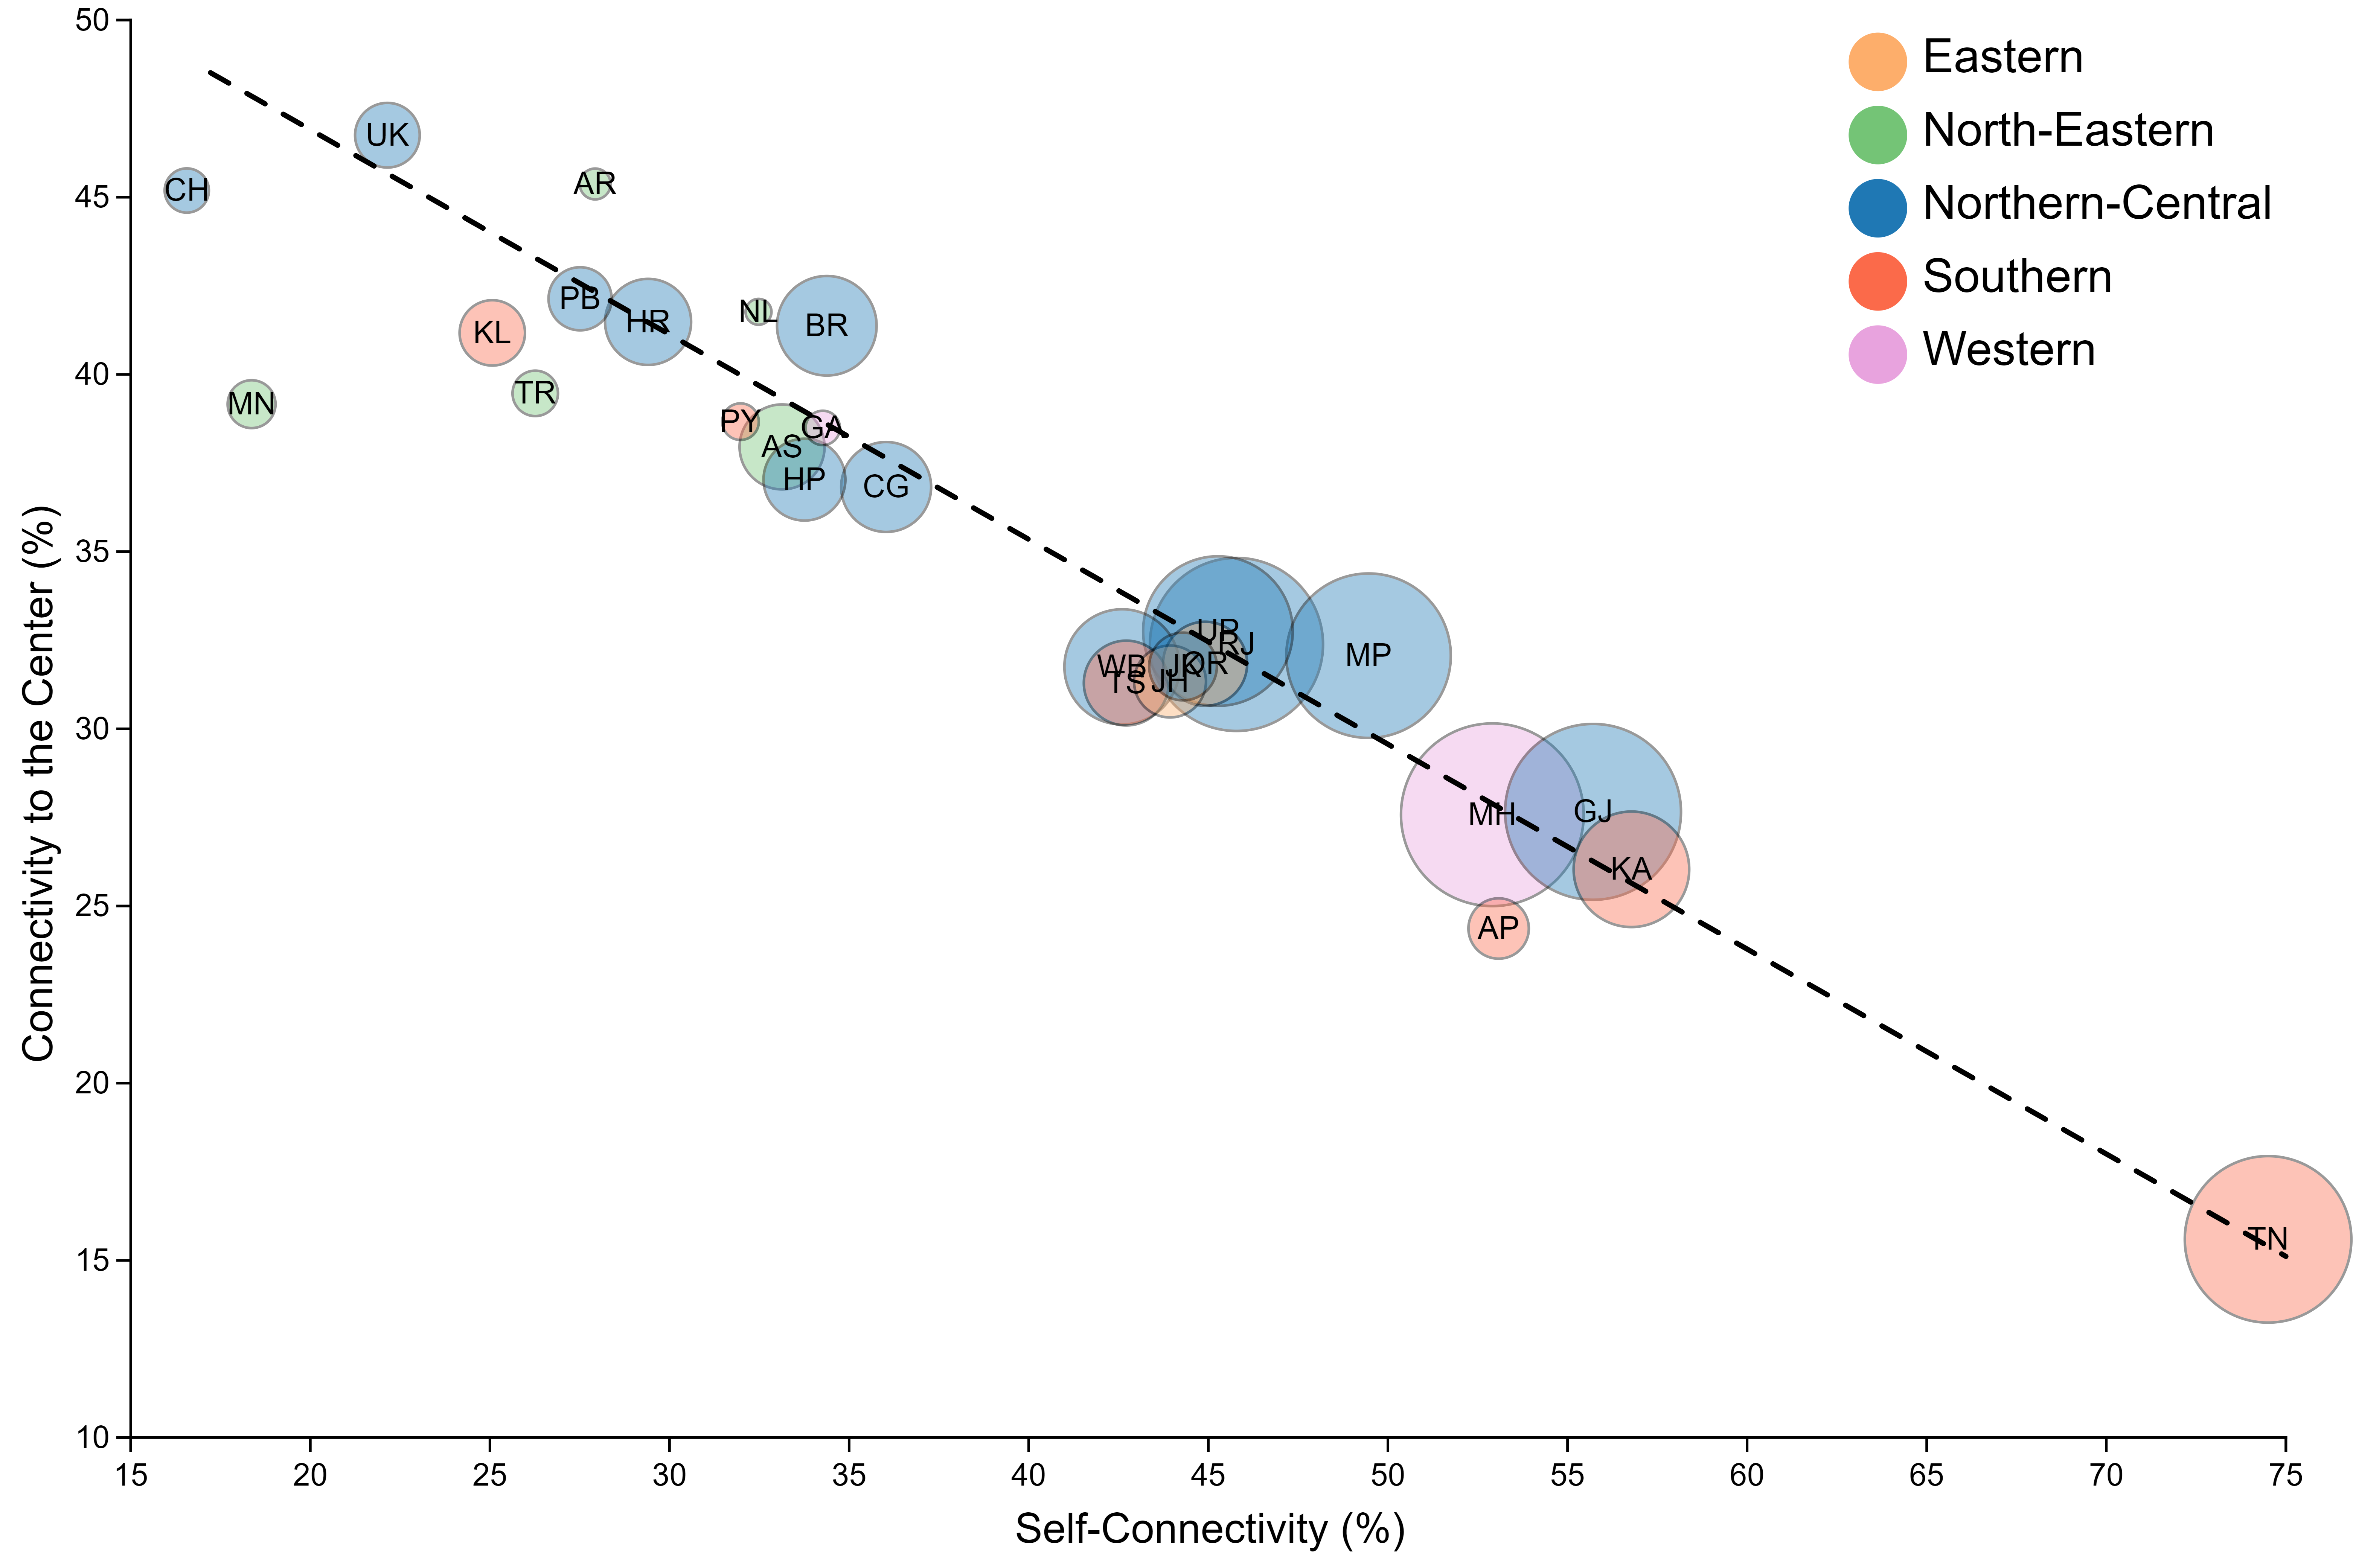 50
45
40
35
30
25
20
15
10
Connectivity to the Center (%)
15
20
25
30
35
40
45
50
55
60
65
70
75
Self-Connectivity (%)
Eastern
North-Eastern
Northern-Central
Southern
Western
UK
CH
AR
PB
HR
NL
BR
KL
TR
MN
PY
GA
AS
HP
CG
RJ
MP
WB
JK
OR
TS
JH
MH
GJ
KA
AP
TN